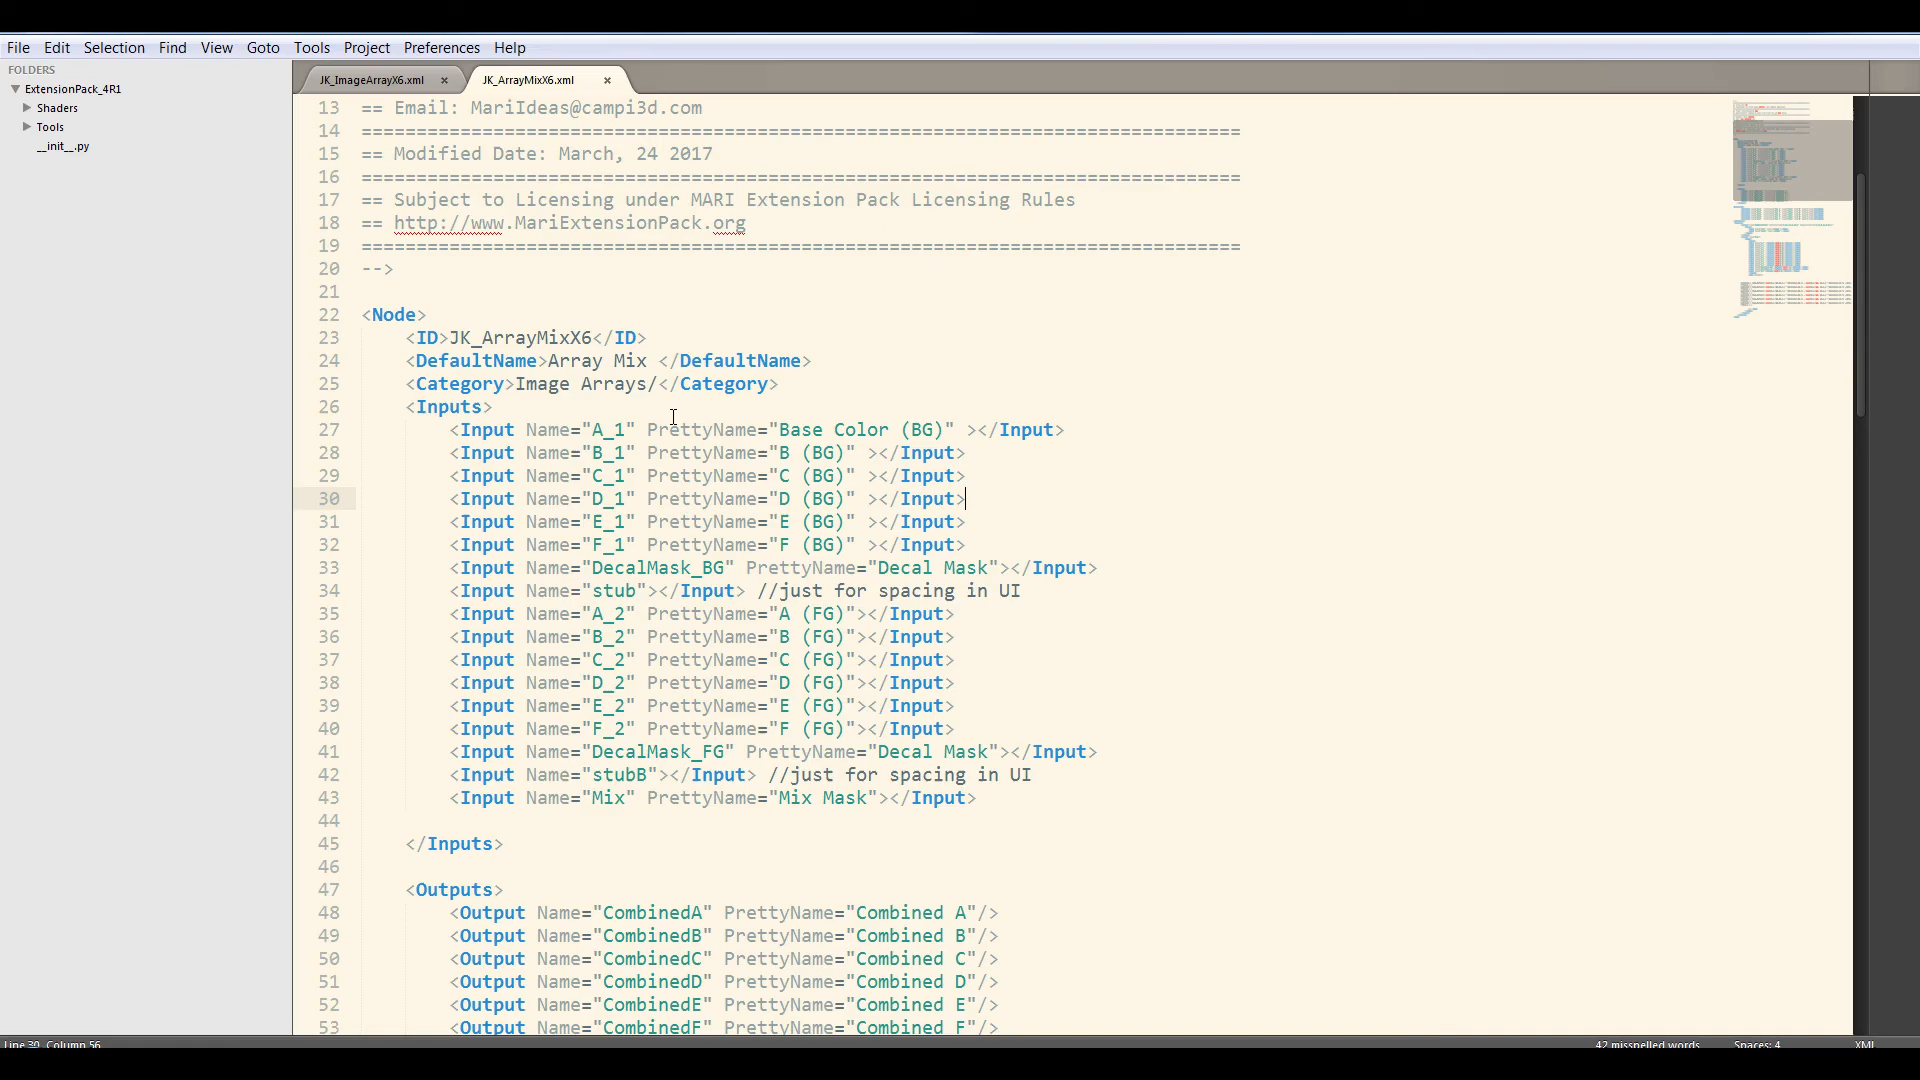 File Edit Selection Find View Goto Tools Project Preferences Help
FOLDERS
ExtensionPack_4R1
Shaders
Tools
__init__.py
JK_ImageArrayX6.xml × JK_ArrayMixX6.xml ×
13 == Email: MariIdeas@campi3d.com
14 ================================================================================
15 == Modified Date: March, 24 2017
16 ================================================================================
17 == Subject to Licensing under MARI Extension Pack Licensing Rules
18 == http://www.MariExtensionPack.org
19 ================================================================================
20 -->
21
22 <Node>
23 <ID>JK_ArrayMixX6</ID>
24 <DefaultName>Array Mix </DefaultName>
25 <Category>Image Arrays/</Category>
26 <Inputs>
27 <Input Name="A_1" PrettyName="Base Color (BG)" ></Input>
28 <Input Name="B_1" PrettyName="B (BG)" ></Input>
29 <Input Name="C_1" PrettyName="C (BG)" ></Input>
30 <Input Name="D_1" PrettyName="D (BG)" ></Input>
31 <Input Name="E_1" PrettyName="E (BG)" ></Input>
32 <Input Name="F_1" PrettyName="F (BG)" ></Input>
33 <Input Name="DecalMask_BG" PrettyName="Decal Mask"></Input>
34 <Input Name="stub"></Input> //just for spacing in UI
35 <Input Name="A_2" PrettyName="A (FG)"></Input>
36 <Input Name="B_2" PrettyName="B (FG)"></Input>
37 <Input Name="C_2" PrettyName="C (FG)"></Input>
38 <Input Name="D_2" PrettyName="D (FG)"></Input>
39 <Input Name="E_2" PrettyName="E (FG)"></Input>
40 <Input Name="F_2" PrettyName="F (FG)"></Input>
41 <Input Name="DecalMask_FG" PrettyName="Decal Mask"></Input>
42 <Input Name="stubB"></Input> //just for spacing in UI
43 <Input Name="Mix" PrettyName="Mix Mask"></Input>
44
45 </Inputs>
46
47 <Outputs>
48 <Output Name="CombinedA" PrettyName="Combined A"/>
49 <Output Name="CombinedB" PrettyName="Combined B"/>
50 <Output Name="CombinedC" PrettyName="Combined C"/>
51 <Output Name="CombinedD" PrettyName="Combined D"/>
52 <Output Name="CombinedE" PrettyName="Combined E"/>
53 <Output Name="CombinedF" PrettyName="Combined F"/>
Line 30, Column 56 42 misspelled words Spaces: 4 XML